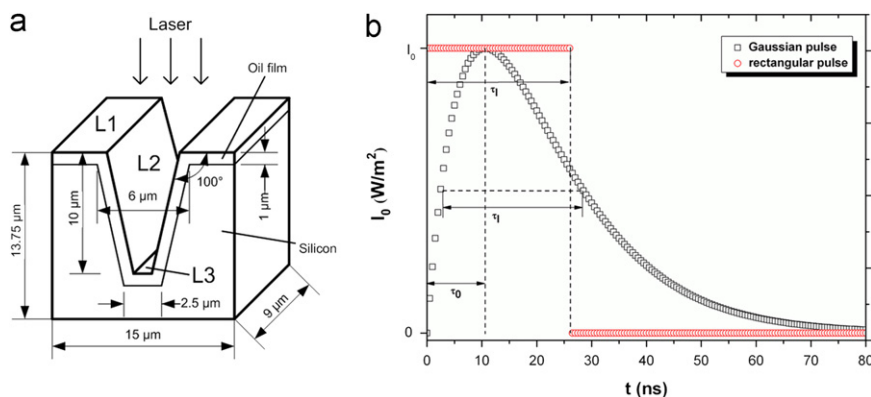 a
Laser
Oil film
L1
L2
100°
6 μm
1 μm
10 μm
13.75 μm
Silicon
L3
2.5 μm
9 μm
15 μm
b
I₀
Gaussian pulse
rectangular pulse
τₗ
τₗ
τ₀
I₀ (W/m²)
0
0 10 20 30 40 50 60 70 80
t (ns)